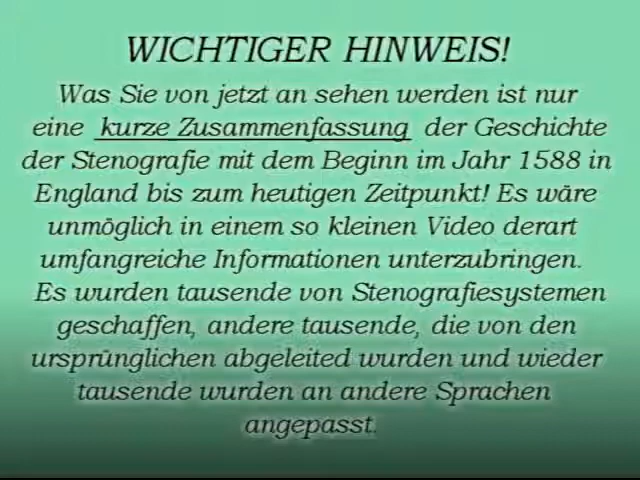 WICHTIGER HINWEIS!
Was Sie von jetzt an sehen werden ist nur
eine kurze Zusammenfassung der Geschichte
der Stenografie mit dem Beginn im Jahr 1588 in
England bis zum heutigen Zeitpunkt! Es wäre
unmöglich in einem so kleinen Video derart
umfangreiche Informationen unterzubringen.
Es wurden tausende von Stenografiesystemen
geschaffen, andere tausende, die von den
ursprünglichen abgeleited wurden und wieder
tausende wurden an andere Sprachen
angepasst.